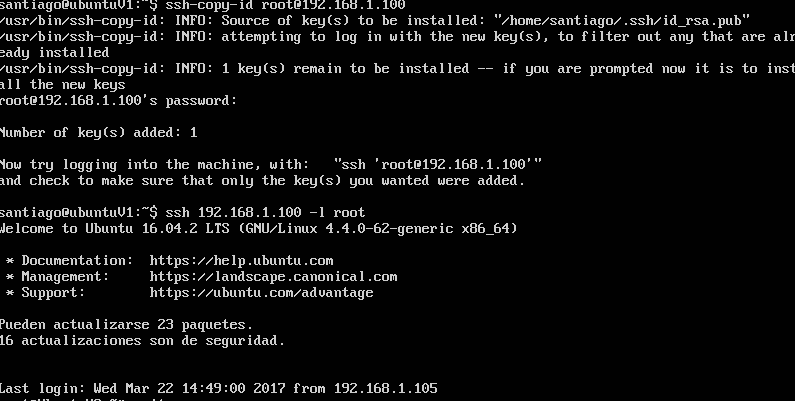 santiago@ubuntuV1:~$ ssh-copy-id root@192.168.1.100
/usr/bin/ssh-copy-id: INFO: Source of key(s) to be installed: "/home/santiago/.ssh/id_rsa.pub"
/usr/bin/ssh-copy-id: INFO: attempting to log in with the new key(s), to filter out any that are alr
eady installed
/usr/bin/ssh-copy-id: INFO: 1 key(s) remain to be installed -- if you are prompted now it is to inst
all the new keys
root@192.168.1.100's password:
Number of key(s) added: 1
Now try logging into the machine, with:   "ssh 'root@192.168.1.100'"
and check to make sure that only the key(s) you wanted were added.
santiago@ubuntuV1:~$ ssh 192.168.1.100 -l root
Welcome to Ubuntu 16.04.2 LTS (GNU/Linux 4.4.0-62-generic x86_64)
* Documentation:  https://help.ubuntu.com
* Management:     https://landscape.canonical.com
* Support:        https://ubuntu.com/advantage
Pueden actualizarse 23 paquetes.
16 actualizaciones son de seguridad.
Last login: Wed Mar 22 14:49:00 2017 from 192.168.1.105